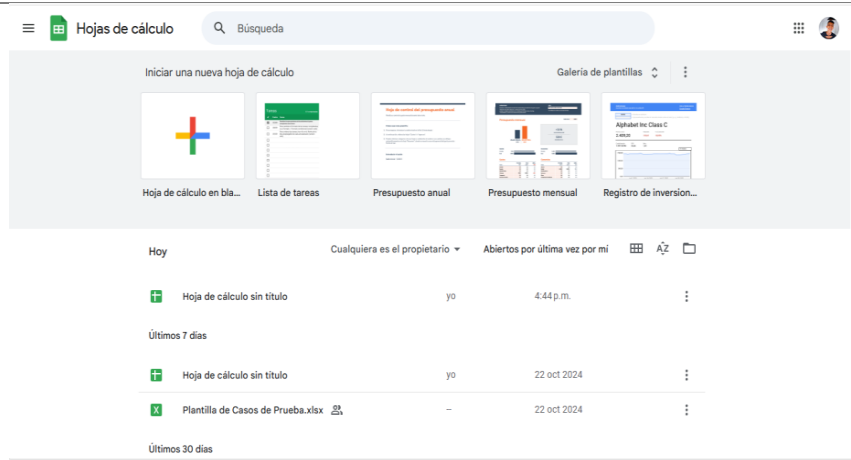 Hojas de cálculo
Búsqueda
Iniciar una nueva hoja de cálculo
Galería de plantillas
Hoja de cálculo en bla...
Lista de tareas
Presupuesto anual
Presupuesto mensual
Registro de inversion...
Alphabet Inc Class C
Hoy
Cualquiera es el propietario
Abiertos por última vez por mí
Hoja de cálculo sin título yo 4:44 p.m.
Últimos 7 días
Hoja de cálculo sin título yo 22 oct 2024
Plantilla de Casos de Prueba.xlsx – 22 oct 2024
Últimos 30 días